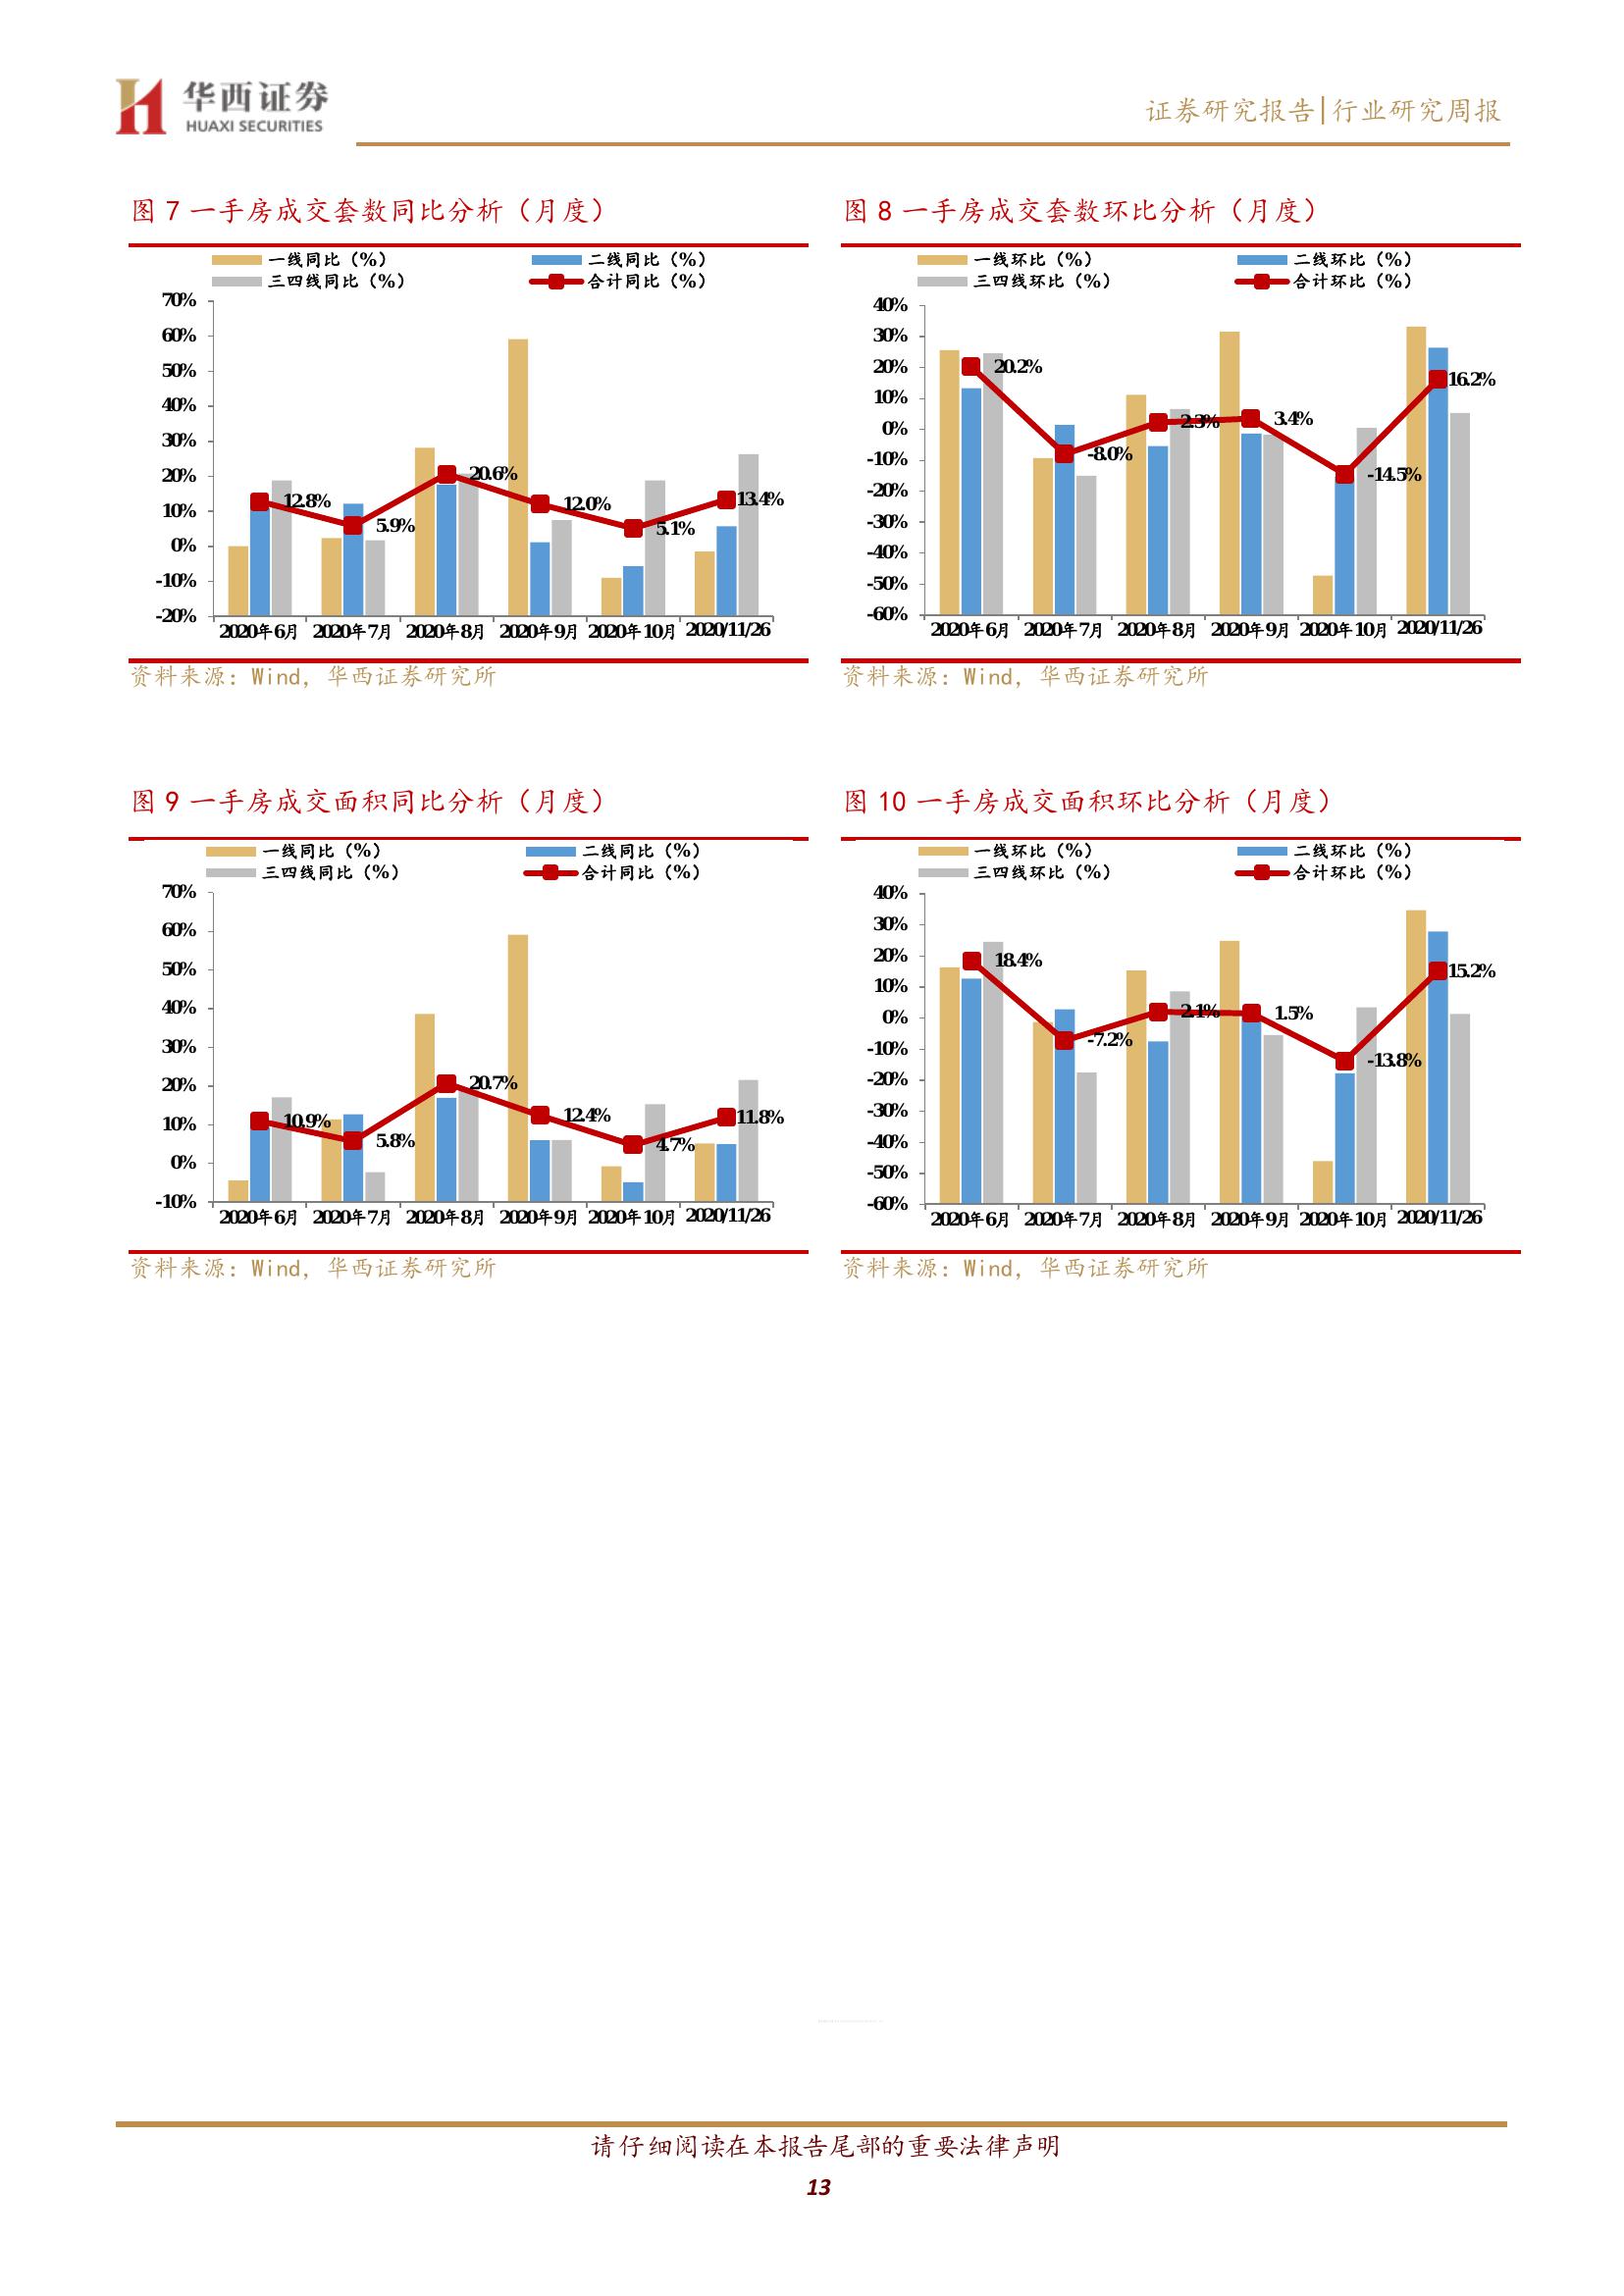 华西证券
HUAXI SECURITIES
证券研究报告|行业研究周报
图 7 一手房成交套数同比分析（月度）
一线同比（%）
二线同比（%）
三四线同比（%）
合计同比（%）
70%
60%
50%
40%
30%
20%
10%
0%
-10%
-20%
12.8%
5.9%
20.6%
12.0%
5.1%
13.4%
2020年6月
2020年7月
2020年8月
2020年9月
2020年10月
2020/11/26
资料来源：Wind，华西证券研究所
图 8 一手房成交套数环比分析（月度）
一线环比（%）
二线环比（%）
三四线环比（%）
合计环比（%）
40%
30%
20%
10%
0%
-10%
-20%
-30%
-40%
-50%
-60%
20.2%
-8.0%
2.3%
3.4%
-14.5%
16.2%
2020年6月
2020年7月
2020年8月
2020年9月
2020年10月
2020/11/26
资料来源：Wind，华西证券研究所
图 9 一手房成交面积同比分析（月度）
一线同比（%）
二线同比（%）
三四线同比（%）
合计同比（%）
70%
60%
50%
40%
30%
20%
10%
0%
-10%
10.9%
5.8%
20.7%
12.4%
4.7%
11.8%
2020年6月
2020年7月
2020年8月
2020年9月
2020年10月
2020/11/26
资料来源：Wind，华西证券研究所
图 10 一手房成交面积环比分析（月度）
一线环比（%）
二线环比（%）
三四线环比（%）
合计环比（%）
40%
30%
20%
10%
0%
-10%
-20%
-30%
-40%
-50%
-60%
18.4%
-7.2%
2.1%
1.5%
-13.8%
15.2%
2020年6月
2020年7月
2020年8月
2020年9月
2020年10月
2020/11/26
资料来源：Wind，华西证券研究所
请仔细阅读在本报告尾部的重要法律声明
13